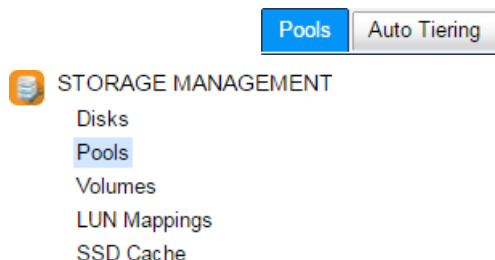 Pools Auto Tiering
STORAGE MANAGEMENT
Disks
Pools
Volumes
LUN Mappings
SSD Cache